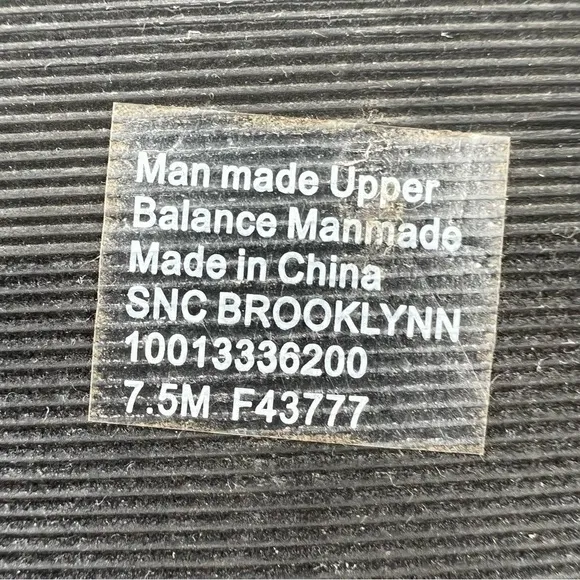 Man made Upper
Balance Manmade
Made in China
SNC BROOKLYNN
10013336200
7.5M F43777